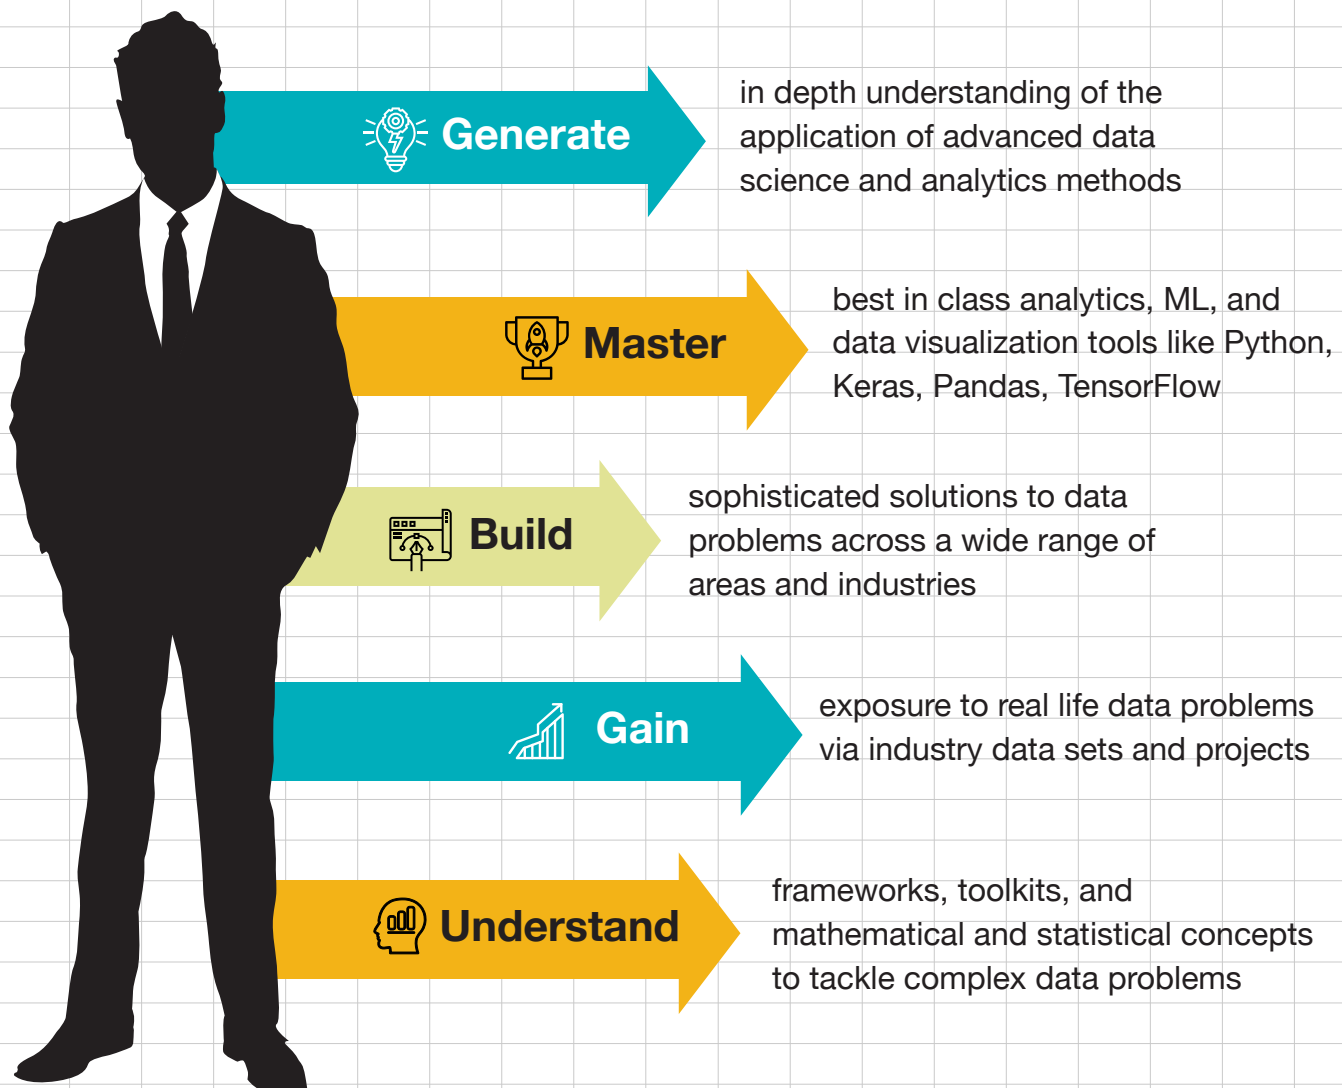 Generate
in depth understanding of the
application of advanced data
science and analytics methods
Master
best in class analytics, ML, and
data visualization tools like Python,
Keras, Pandas, TensorFlow
Build
sophisticated solutions to data
problems across a wide range of
areas and industries
Gain
exposure to real life data problems
via industry data sets and projects
Understand
frameworks, toolkits, and
mathematical and statistical concepts
to tackle complex data problems